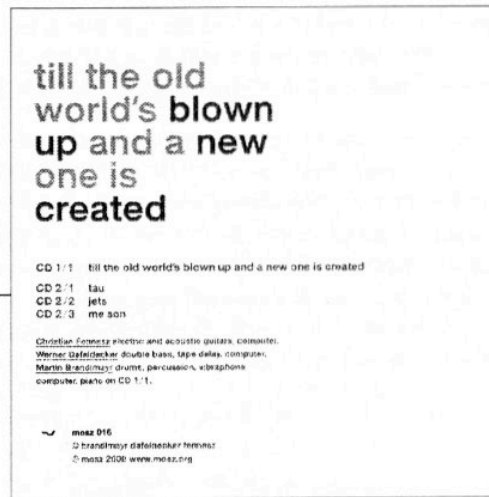 till the old
world's blown
up and a new
one is
created
CD 1/1 till the old world's blown up and a new one is created
CD 2/1 tau
CD 2/2 jets
CD 2/3 me son
Christian Fennesz electric and acoustic guitars, computer.
Werner Dafeldecker double bass, tape delay, computer.
Martin Brandlmayr drums, percussion, vibraphone
computer, piano on CD 1/1.
mosz 016
℗ brandlmayr dafeldecker fennesz
© mosz 2008 www.mosz.org